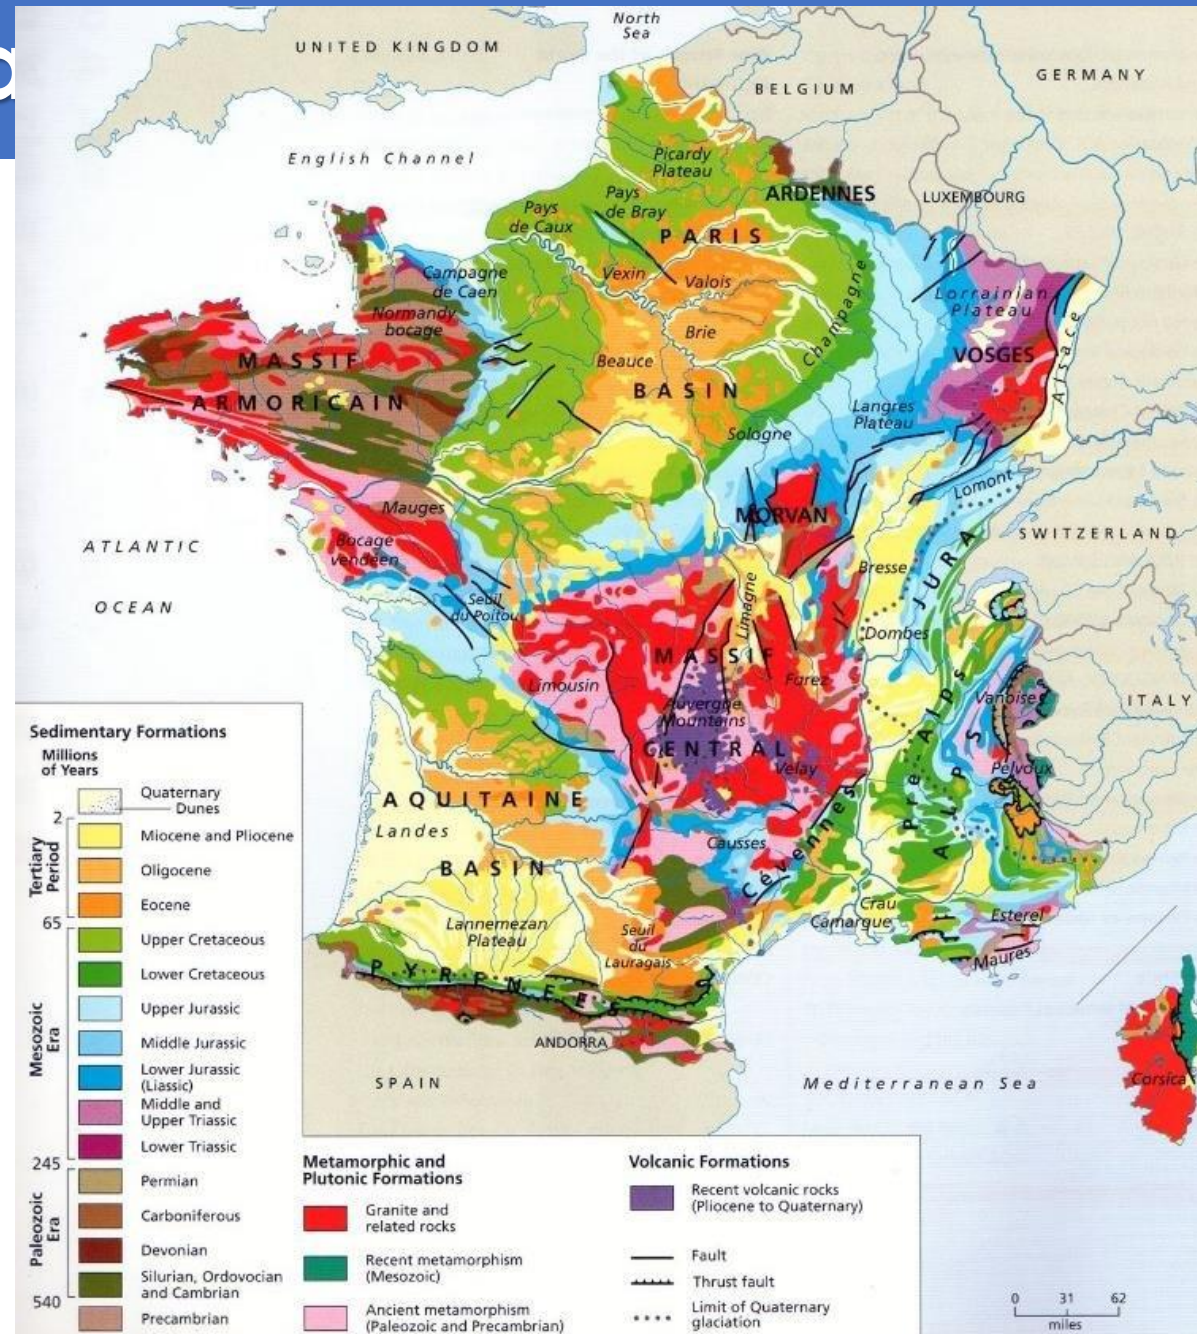 North
Sea
UNITED KINGDOM
GERMANY
BELGIUM
English Channel
Picardy
Plateau
ARDENNES
LUXEMBOURG
Pays
de Bray
Pays
de Caux
PARIS
Campagne
de Caen
Vexin
Valois
Lorrainian
Plateau
Normandy
bocage
Brie
Champagne
Alsace
MASSIF
Beauce
VOSGES
ARMORICAIN
BASIN
Langres
Plateau
Sologne
Lomont
Mauges
MORVAN
SWITZERLAND
ATLANTIC
OCEAN
Bocage
vendéen
Bresse
JURA
Seuil
du Poitou
Limagne
Dombes
MASSIF
Limousin
Forez
Vanoise
ITALY
Auvergne
Mountains
CENTRAL
Velay
Pre Alps
ALPS
Pelvoux
AQUITAINE
Landes
Causses
Cévennes
BASIN
Lannemezan
Plateau
Seuil
du
Lauragais
Crau
Camargue
Esterel
Maures
PYRENEES
ANDORRA
SPAIN
Mediterranean Sea
Corsica
Sedimentary Formations
Millions
of Years
Quaternary
Dunes
2
Tertiary
Period
Miocene and Pliocene
Oligocene
Eocene
65
Mesozoic
Era
Upper Cretaceous
Lower Cretaceous
Upper Jurassic
Middle Jurassic
Lower Jurassic
(Liassic)
Middle and
Upper Triassic
Lower Triassic
245
Paleozoic
Era
Permian
Carboniferous
Devonian
Silurian, Ordovocian
and Cambrian
540
Precambrian
Metamorphic and
Plutonic Formations
Granite and
related rocks
Recent metamorphism
(Mesozoic)
Ancient metamorphism
(Paleozoic and Precambrian)
Volcanic Formations
Recent volcanic rocks
(Pliocene to Quaternary)
Fault
Thrust fault
Limit of Quaternary
glaciation
0 31 62
miles